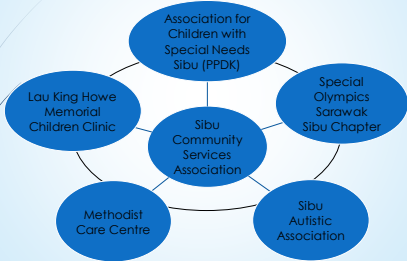 Association for
Children with
Special Needs
Sibu (PPDK)
Lau King Howe
Memorial
Children Clinic
Special
Olympics
Sarawak
Sibu Chapter
Sibu
Community
Services
Association
Methodist
Care Centre
Sibu
Autistic
Association